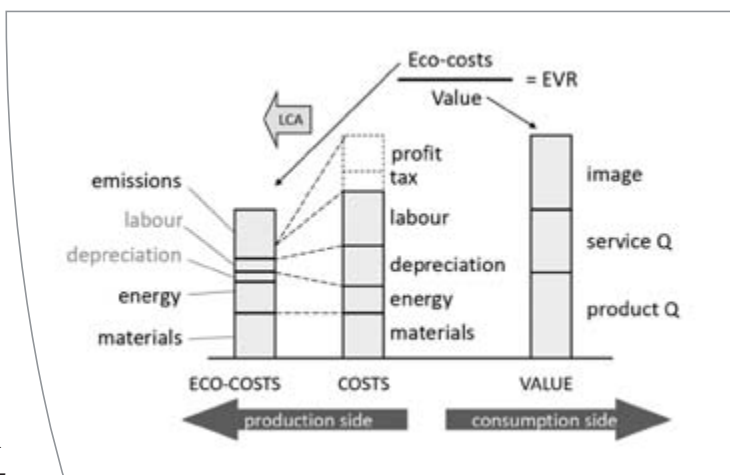 Eco-costs
= EVR
Value
LCA
emissions
labour
depreciation
energy
materials
profit
tax
labour
depreciation
energy
materials
image
service Q
product Q
ECO-COSTS COSTS VALUE
production side consumption side